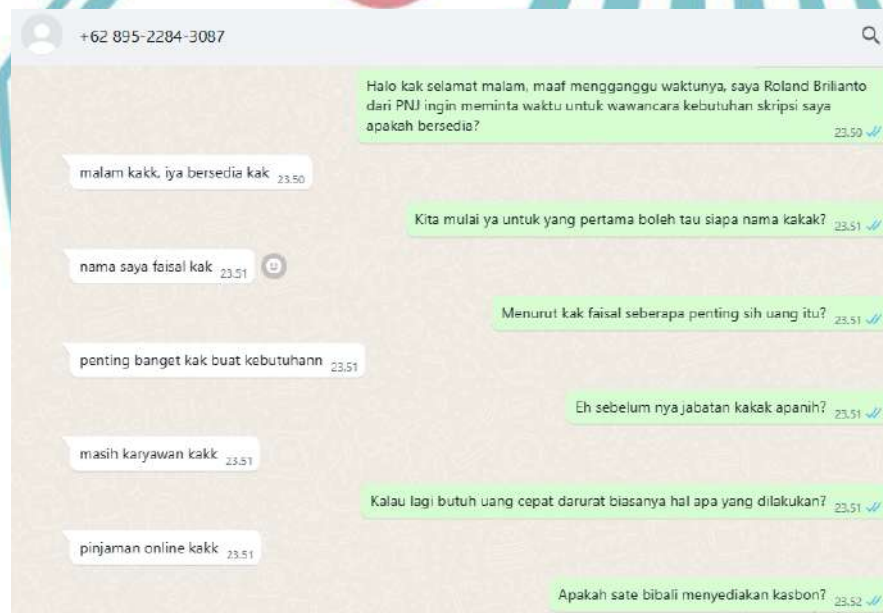 +62 895-2284-3087
Halo kak selamat malam, maaf mengganggu waktunya, saya Roland Brilianto
dari PNJ ingin meminta waktu untuk wawancara kebutuhan skripsi saya
apakah bersedia?
23.50
malam kakk, iya bersedia kak 23.50
Kita mulai ya untuk yang pertama boleh tau siapa nama kakak? 23.51
nama saya faisal kak 23.51
Menurut kak faisal seberapa penting sih uang itu? 23.51
penting banget kak buat kebutuhann 23.51
Eh sebelum nya jabatan kakak apanih? 23.51
masih karyawan kakk 23.51
Kalau lagi butuh uang cepat darurat biasanya hal apa yang dilakukan? 23.51
pinjaman online kakk 23.51
Apakah sate bibali menyediakan kasbon? 23.52